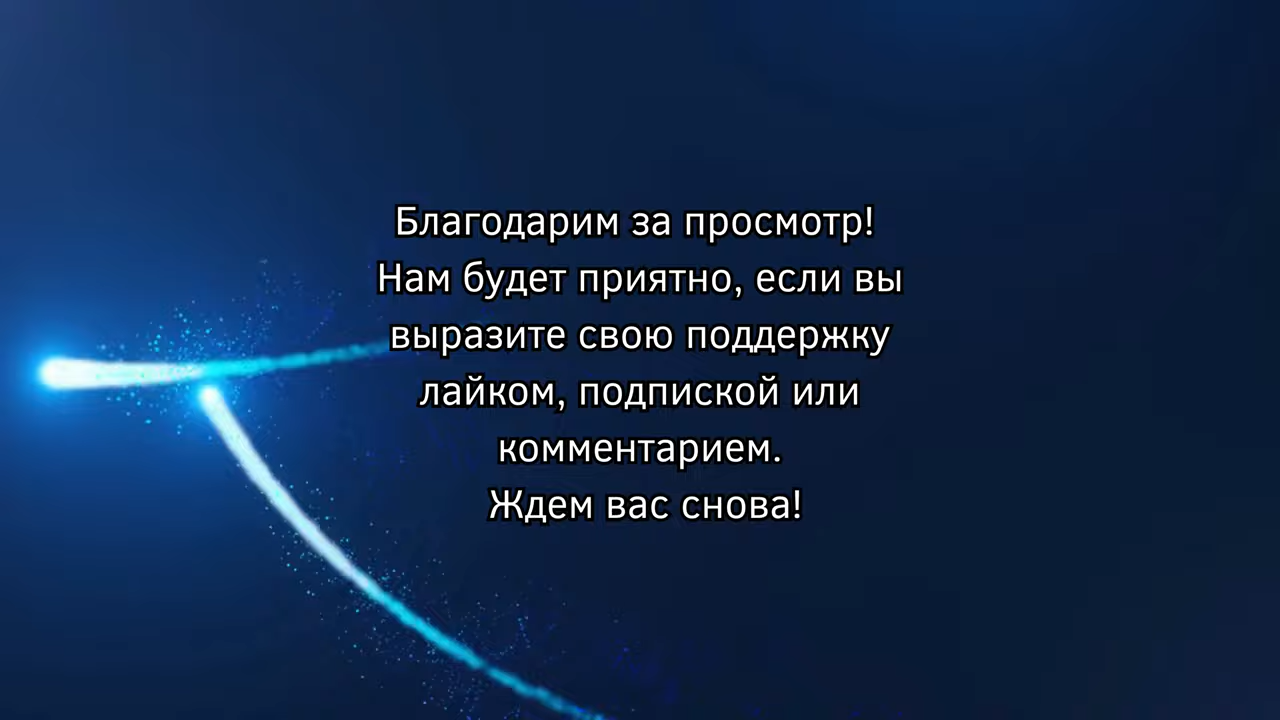 Благодарим за просмотр!
Нам будет приятно, если вы
выразите свою поддержку
лайком, подпиской или
комментарием.
Ждем вас снова!